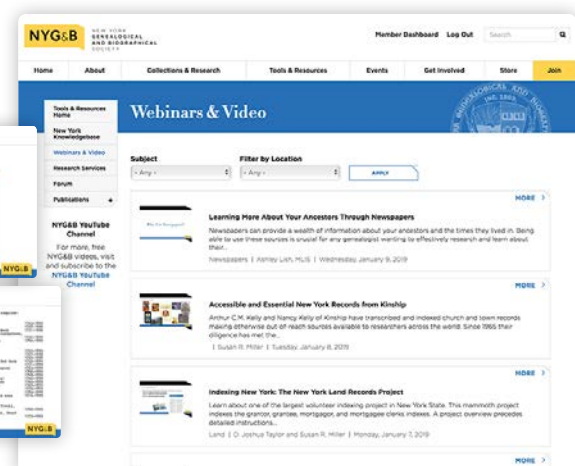 NYG&B
NEW YORK
GENEALOGICAL
AND BIOGRAPHICAL
SOCIETY
Member Dashboard Log Out Search
Home About Collections & Research Tools & Resources Events Get Involved Store Join
Tools & Resources
Home
New York
Knowledgebase
Webinars & Video
Research Services
Forum
Publications +
NYG&B YouTube
Channel
For more, free
NYG&B videos, visit
and subscribe to the
NYG&B YouTube
Channel
Webinars & Video
Subject Filter by Location
- Any - - Any - APPLY
MORE >
Learning More About Your Ancestors Through Newspapers
Newspapers can provide a wealth of information about your ancestors and the times they lived in. Being
able to use these sources is crucial for any genealogist wanting to effectively research and learn about
their...
Newspapers | Ashley Lish, MLIS | Wednesday, January 9, 2019
MORE >
Accessible and Essential New York Records from Kinship
Arthur C.M. Kelly and Nancy Kelly of Kinship have transcribed and indexed church and town records
making otherwise out-of-reach sources available to researchers across the world. Since 1965 their
diligence has met the...
| Susan R. Miller | Tuesday, January 8, 2019
MORE >
Indexing New York: The New York Land Records Project
Learn about one of the largest volunteer indexing project in New York State. This mammoth project
indexes the grantor, grantee, mortgagor, and mortgagee clerks indexes. A project overview precedes
detailed instructions...
Land | D. Joshua Taylor and Susan R. Miller | Monday, January 7, 2019
MORE >
NYG&B
NYG&B